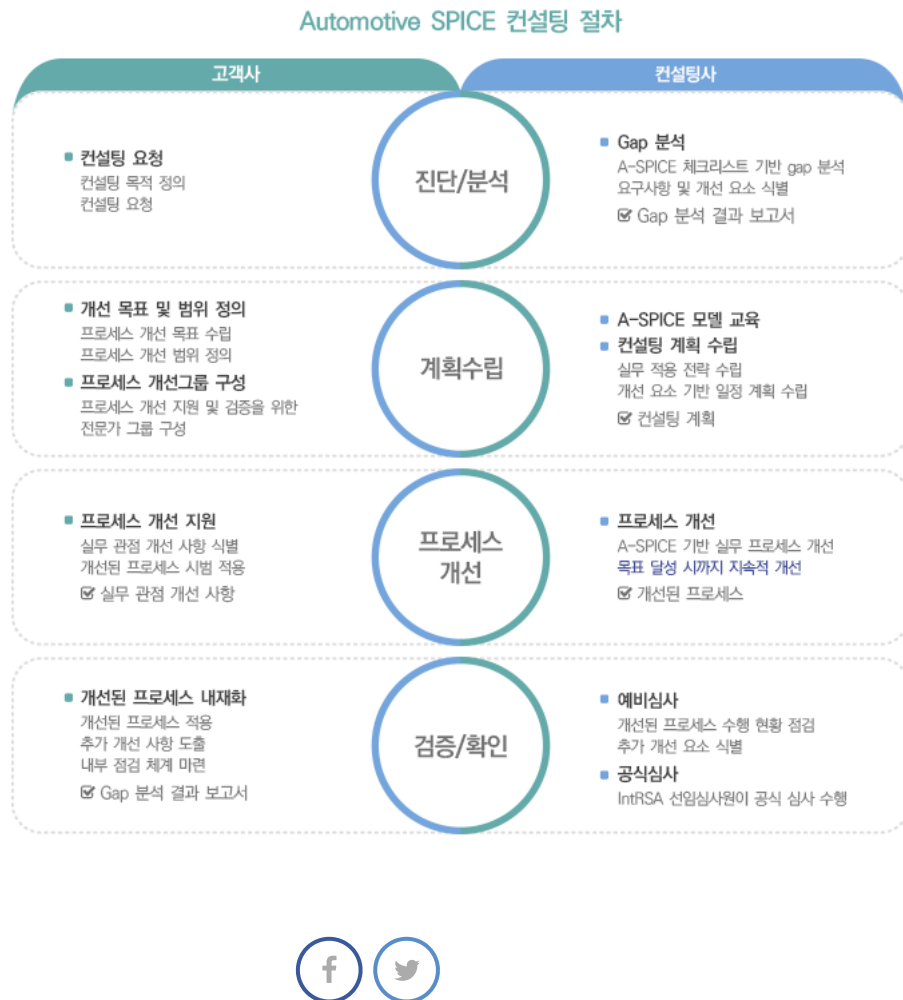 Automotive SPICE 컨설팅 절차
고객사
컨설팅사
컨설팅 요청
컨설팅 목적 정의
컨설팅 요청
진단/분석
Gap 분석
A-SPICE 체크리스트 기반 gap 분석
요구사항 및 개선 요소 식별
Gap 분석 결과 보고서
개선 목표 및 범위 정의
프로세스 개선 목표 수립
프로세스 개선 범위 정의
프로세스 개선그룹 구성
프로세스 개선 지원 및 검증을 위한
전문가 그룹 구성
계획수립
A-SPICE 모델 교육
컨설팅 계획 수립
실무 적용 전략 수립
개선 요소 기반 일정 계획 수립
컨설팅 계획
프로세스 개선 지원
실무 관점 개선 사항 식별
개선된 프로세스 시범 적용
실무 관점 개선 사항
프로세스
개선
프로세스 개선
A-SPICE 기반 실무 프로세스 개선
목표 달성 시까지 지속적 개선
개선된 프로세스
개선된 프로세스 내재화
개선된 프로세스 적용
추가 개선 사항 도출
내부 점검 체계 마련
Gap 분석 결과 보고서
검증/확인
예비심사
개선된 프로세스 수행 현황 점검
추가 개선 요소 식별
공식심사
IntRSA 선임심사원이 공식 심사 수행